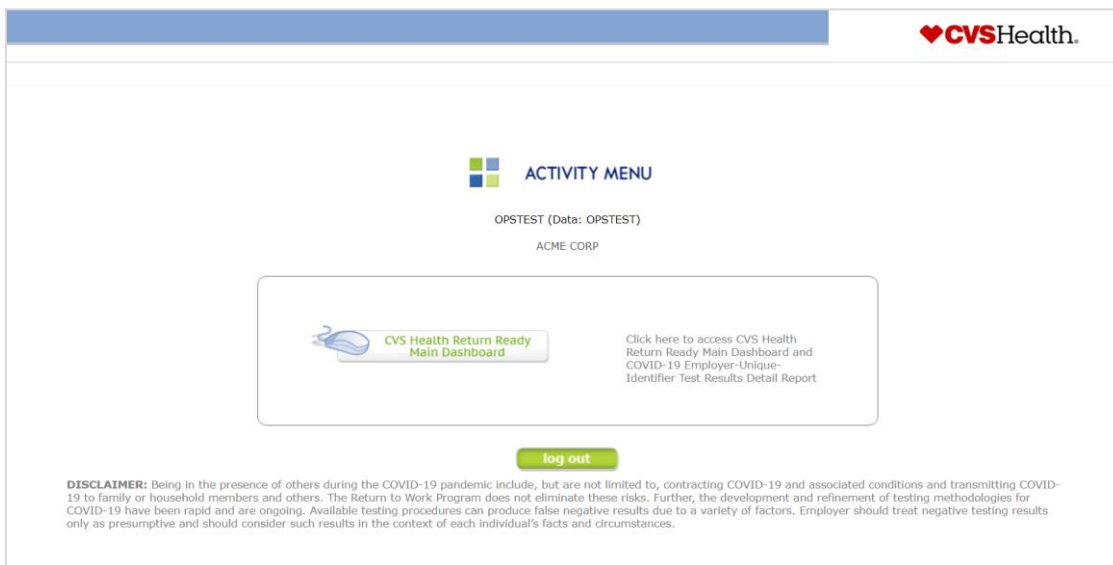 CVSHealth.
ACTIVITY MENU
OPSTEST (Data: OPSTEST)
ACME CORP
CVS Health Return Ready
Main Dashboard
Click here to access CVS Health
Return Ready Main Dashboard and
COVID-19 Employer-Unique-
Identifier Test Results Detail Report
log out
DISCLAIMER: Being in the presence of others during the COVID-19 pandemic include, but are not limited to, contracting COVID-19 and associated conditions and transmitting COVID-
19 to family or household members and others. The Return to Work Program does not eliminate these risks. Further, the development and refinement of testing methodologies for
COVID-19 have been rapid and are ongoing. Available testing procedures can produce false negative results due to a variety of factors. Employer should treat negative testing results
only as presumptive and should consider such results in the context of each individual's facts and circumstances.